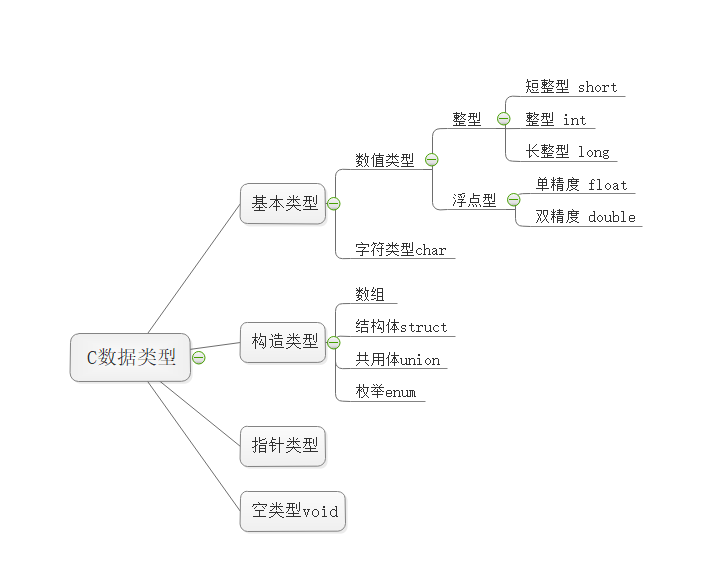 C数据类型
基本类型
数值类型
整型
短整型 short
整型 int
长整型 long
浮点型
单精度 float
双精度 double
字符类型char
构造类型
数组
结构体struct
共用体union
枚举enum
指针类型
空类型void